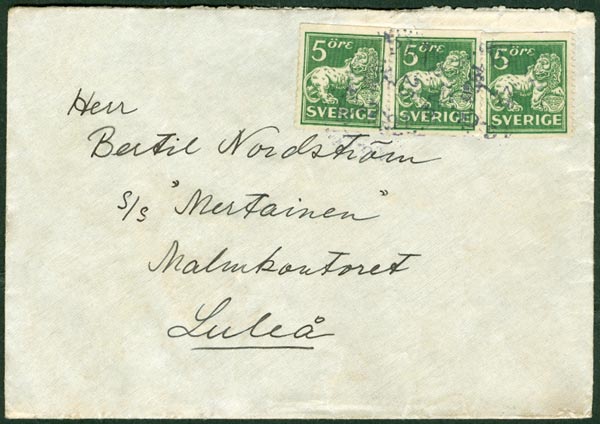 5 ÖRE 5 ÖRE 5 ÖRE
SVERIGE SVERIGE SVERIGE
Herr
Bertil Nordström
s/s "Mertainen"
Malmkontoret
Luleå